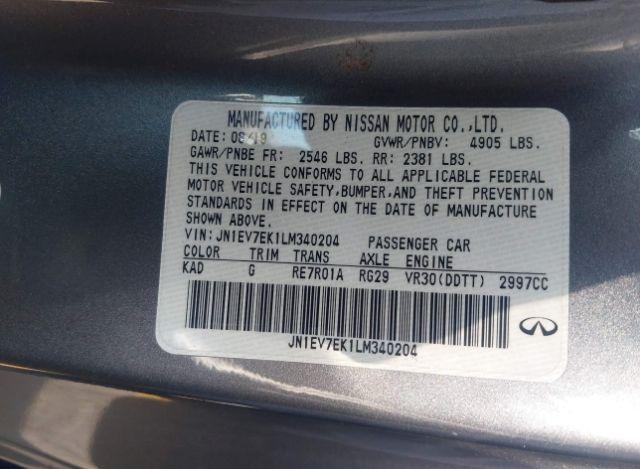 MANUFACTURED BY NISSAN MOTOR CO.,LTD.
DATE: 08/19 GVWR/PNBV: 4905 LBS.
GAWR/PNBE FR: 2546 LBS. RR: 2381 LBS.
THIS VEHICLE CONFORMS TO ALL APPLICABLE FEDERAL
MOTOR VEHICLE SAFETY,BUMPER,AND THEFT PREVENTION
STANDARDS IN EFFECT ON THE DATE OF MANUFACTURE
SHOWN ABOVE.
VIN:JN1EV7EK1LM340204 PASSENGER CAR
COLOR TRIM TRANS AXLE ENGINE
KAD G RE7R01A RG29 VR30(DDTT) 2997CC
JN1EV7EK1LM340204